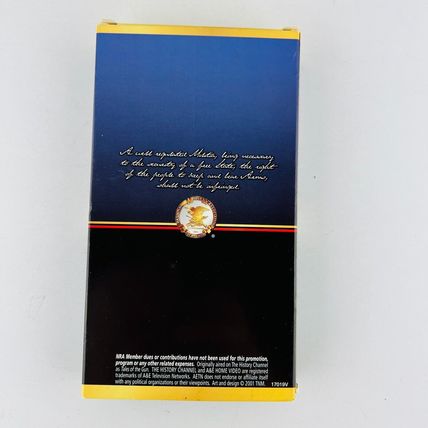 A well regulated Militia, being necessary
to the security of a free State, the right
of the people to keep and bear Arms,
shall not be infringed.
®
NRA Member dues or contributions have not been used for this promotion,
program or any other related expenses. Originally aired on The History Channel
as Tales of the Gun. THE HISTORY CHANNEL and A&E HOME VIDEO are registered
trademarks of A&E Television Networks. AETN does not endorse or affiliate itself
with any political organizations or their viewpoints. Art and design © 2001 TNM.
17019V